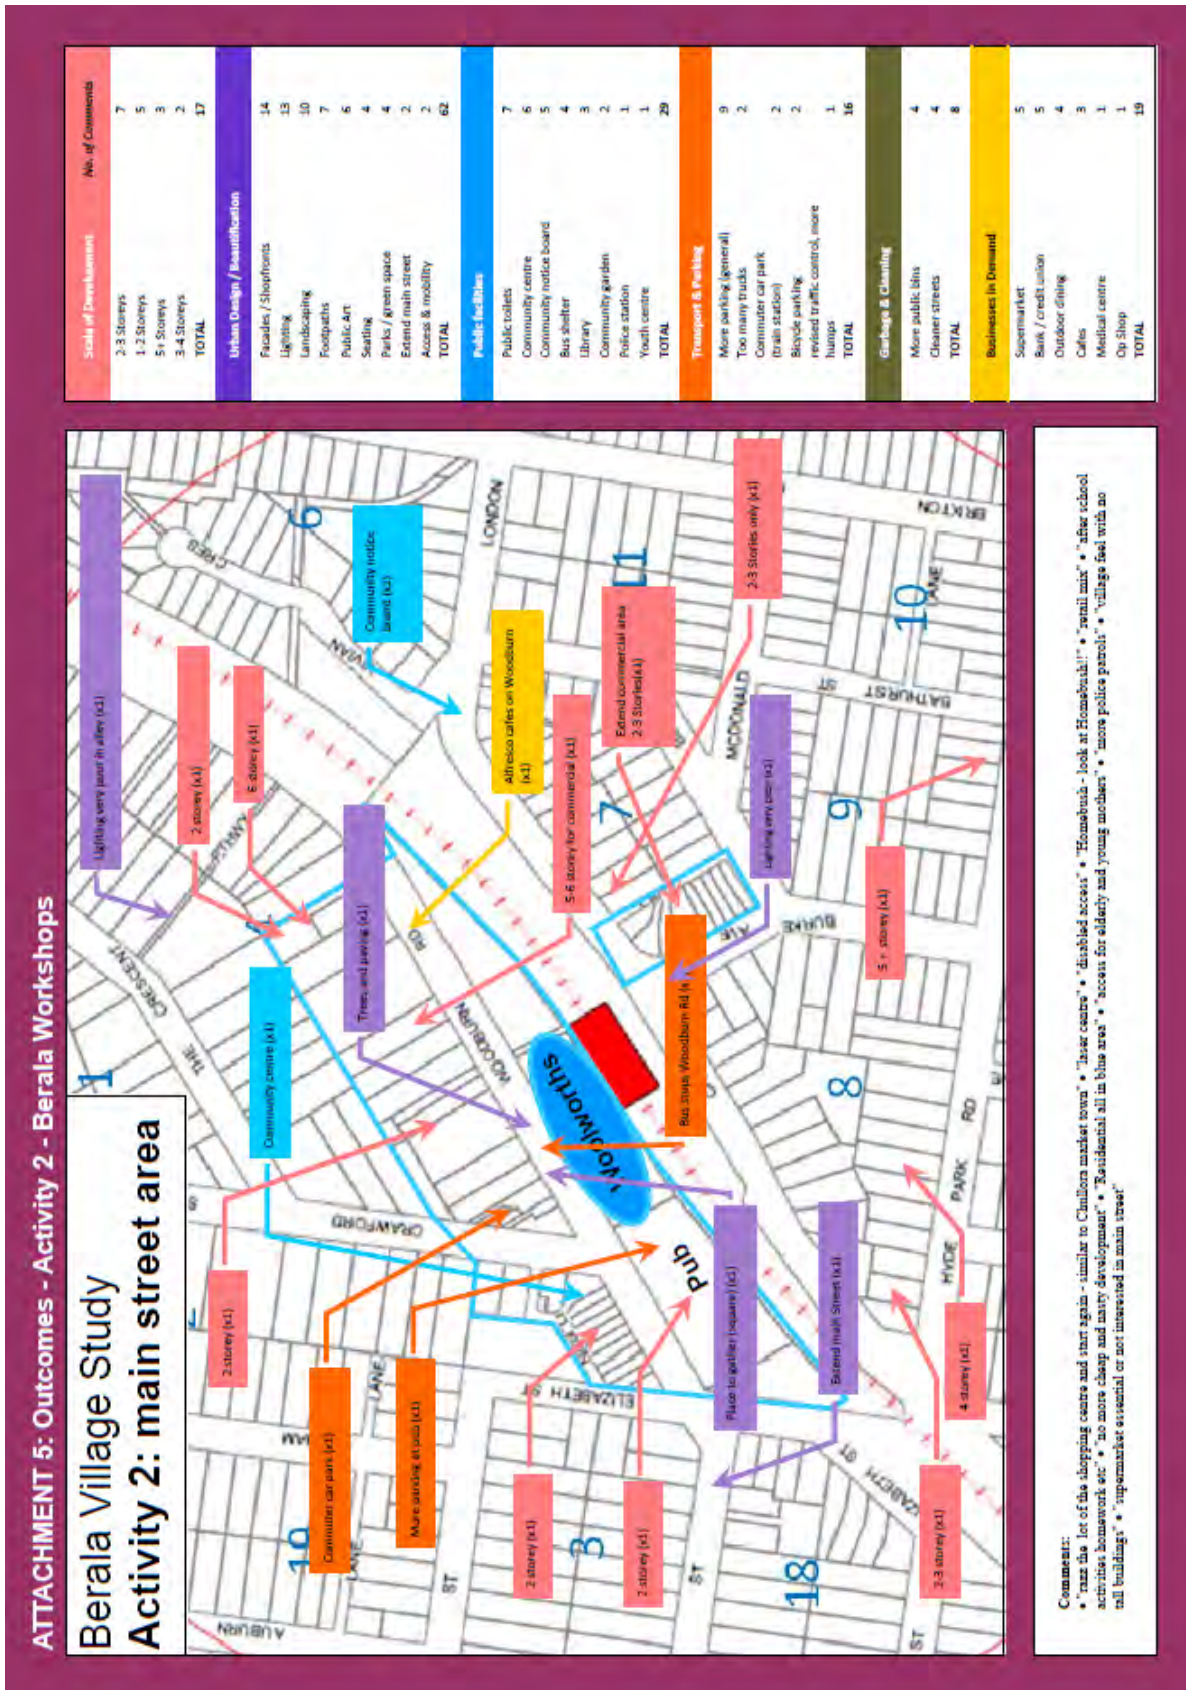 ATTACHMENT 5: Outcomes - Activity 2 - Berala Workshops
Berala Village Study
Activity 2: main street area
Lighting very poor in alley (x1)
2 storey (x1)
6 storey (x1)
Community centre (x1)
Trees and paving (x1)
Community notice
board (x2)
Alfresco cafes on Woodburn
(x1)
5-6 storey for commercial (x1)
Extend commercial area
2-3 Stories(x1)
2-3 Stories only (x1)
Lighting very poor (x1)
5 + storey (x1)
Bus stops Woodburn Rd
2 storey (x1)
Commuter car park (x1)
More parking at pub (x1)
2 storey (x1)
2 storey (x1)
Place to gather (square) (x1)
Extend main Street (x1)
4 storey (x1)
2-3 storey (x1)
Woolworths
Pub
1
6
7
11
10
9
8
3
18
19
THE
CRESCENT
CRES
VIVIAN
LONDON
WOODBURN
RD
CRAWFORD
ELIZABETH ST
ELIZABETH
ST
LANE
LANE
AUBURN
ST
ST
ST
MCDONALD
ST
BATHURST
BRIXTON
LANE
BURKE
AVE
HYDE
PARK
RD
Scale of Development No. of Comments
2-3 Storeys 7
1-2 Storeys 5
5+ Storeys 3
3-4 Storeys 2
TOTAL 17
Urban Design / Beautification
Facades / Shopfronts 14
Lighting 13
Landscaping 10
Footpaths 7
Public Art 6
Seating 4
Parks / green space 4
Extend main street 2
Access & mobility 2
TOTAL 62
Public Facilities
Public toilets 7
Community centre 6
Community notice board 5
Bus shelter 4
Library 3
Community garden 2
Police station 1
Youth centre 1
TOTAL 29
Transport & Parking
More parking (general) 9
Too many trucks 2
Commuter car park
(train station) 2
Bicycle parking 2
revised traffic control, more
humps 1
TOTAL 16
Garbage & Cleaning
More public bins 4
Cleaner streets 4
TOTAL 8
Businesses in Demand
Supermarket 5
Bank / credit union 5
Outdoor dining 4
Cafes 3
Medical centre 1
Op Shop 1
TOTAL 19
Comments:
• "razz the lot of the shopping centre and start again - similar to Chullora market town" • "laser centre" • "disabled access" • "Homebush - look at Homebush!!" • "retail mix" • "after school
activities homework etc" • "no more cheap and nasty development" • "Residential all in blue area" • "access for elderly and young mothers" • "more police patrols" • "village feel with no
tall buildings" • "supermarket essential or not interested in main street"